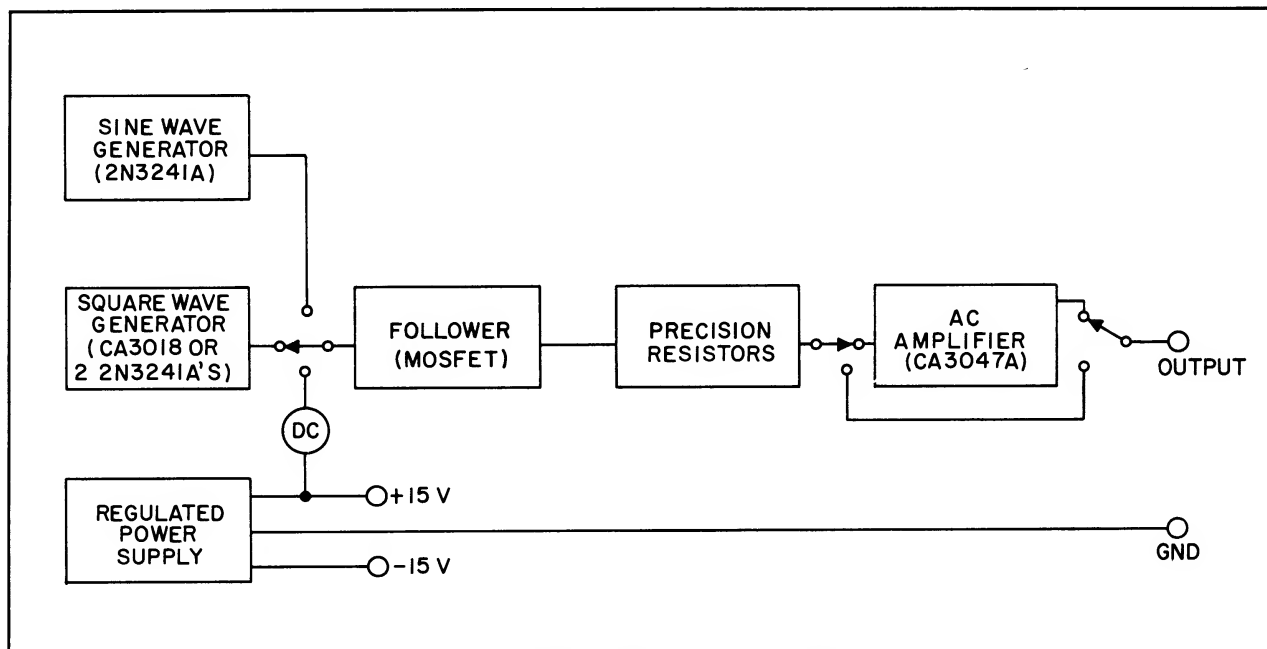 SINE WAVE
GENERATOR
(2N3241A)
SQUARE WAVE
GENERATOR
(CA3018 OR
2 2N3241A'S)
FOLLOWER
(MOSFET)
PRECISION
RESISTORS
AC
AMPLIFIER
(CA3047A)
OUTPUT
DC
REGULATED
POWER
SUPPLY
+15 V
-15 V
GND